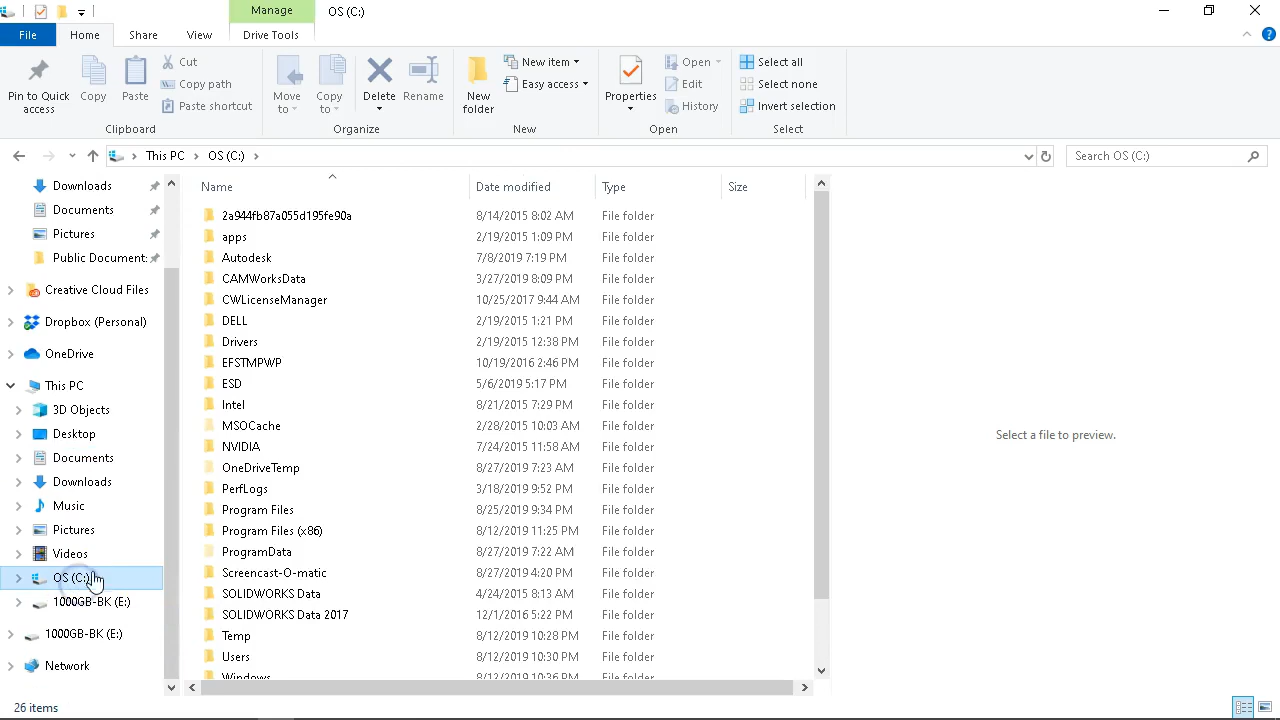 Manage
OS (C:)
File
Home
Share
View
Drive Tools
Pin to Quick access
Copy
Paste
Cut
Copy path
Paste shortcut
Clipboard
Move to
Copy to
Delete
Rename
Organize
New folder
New item
Easy access
New
Properties
Open
Edit
History
Open
Select all
Select none
Invert selection
Select
This PC > OS (C:) >
Search OS (C:)
Downloads
Documents
Pictures
Public Document:
Creative Cloud Files
Dropbox (Personal)
OneDrive
This PC
3D Objects
Desktop
Documents
Downloads
Music
Pictures
Videos
OS (C:)
1000GB-BK (E:)
1000GB-BK (E:)
Network
Name Date modified Type Size
2a944fb87a055d195fe90a 8/14/2015 8:02 AM File folder
apps 2/19/2015 1:09 PM File folder
Autodesk 7/8/2019 7:19 PM File folder
CAMWorksData 3/27/2019 8:09 PM File folder
CWLicenseManager 10/25/2017 9:44 AM File folder
DELL 2/19/2015 1:21 PM File folder
Drivers 2/19/2015 12:38 PM File folder
EFSTMPWP 10/19/2016 2:46 PM File folder
ESD 5/6/2019 5:17 PM File folder
Intel 8/21/2015 7:29 PM File folder
MSOCache 2/28/2015 10:03 AM File folder
NVIDIA /24/2015 11:58 AM File folder
OneDriveTemp 8/27/2019 7:23 AM File folder
PerfLogs 3/18/2019 9:52 PM File folder
Program Files 8/25/2019 9:34 PM File folder
Program Files (x86) 8/12/2019 11:25 PM File folder
ProgramData 8/27/2019 7:22 AM File folder
Screencast-O-matic 8/27/2019 4:20 PM File folder
SOLIDWORKS Data 4/24/2015 8:13 AM File folder
SOLIDWORKS Data 2017 12/1/2016 5:22 PM File folder
Temp 8/12/2019 10:28 PM File folder
Users 8/12/2019 10:30 PM File folder
Windows 8/12/2019 10:36 PM File folder
Select a file to preview.
26 items